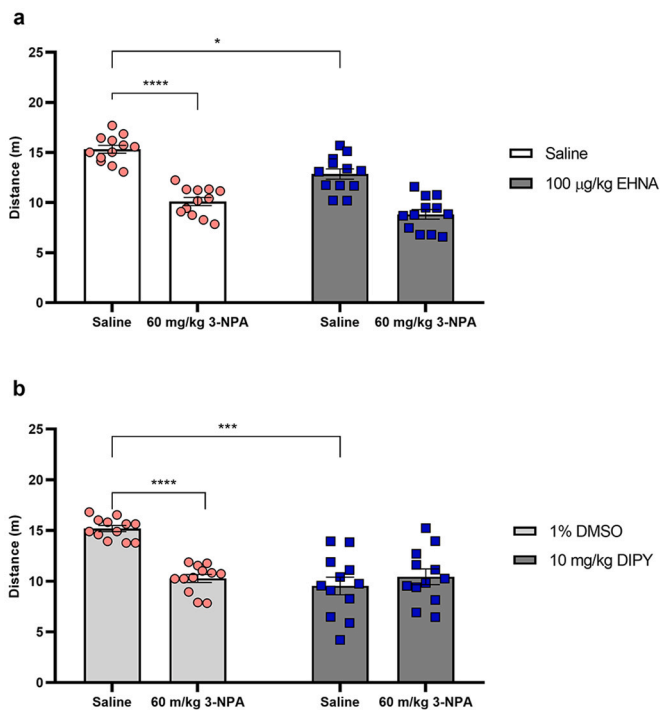 a
*
****
25
20
15
10
5
0
Distance (m)
Saline
60 mg/kg 3-NPA
Saline
60 mg/kg 3-NPA
Saline
100 µg/kg EHNA
b
***
****
25
20
15
10
5
0
Distance (m)
Saline
60 m/kg 3-NPA
Saline
60 m/kg 3-NPA
1% DMSO
10 mg/kg DIPY